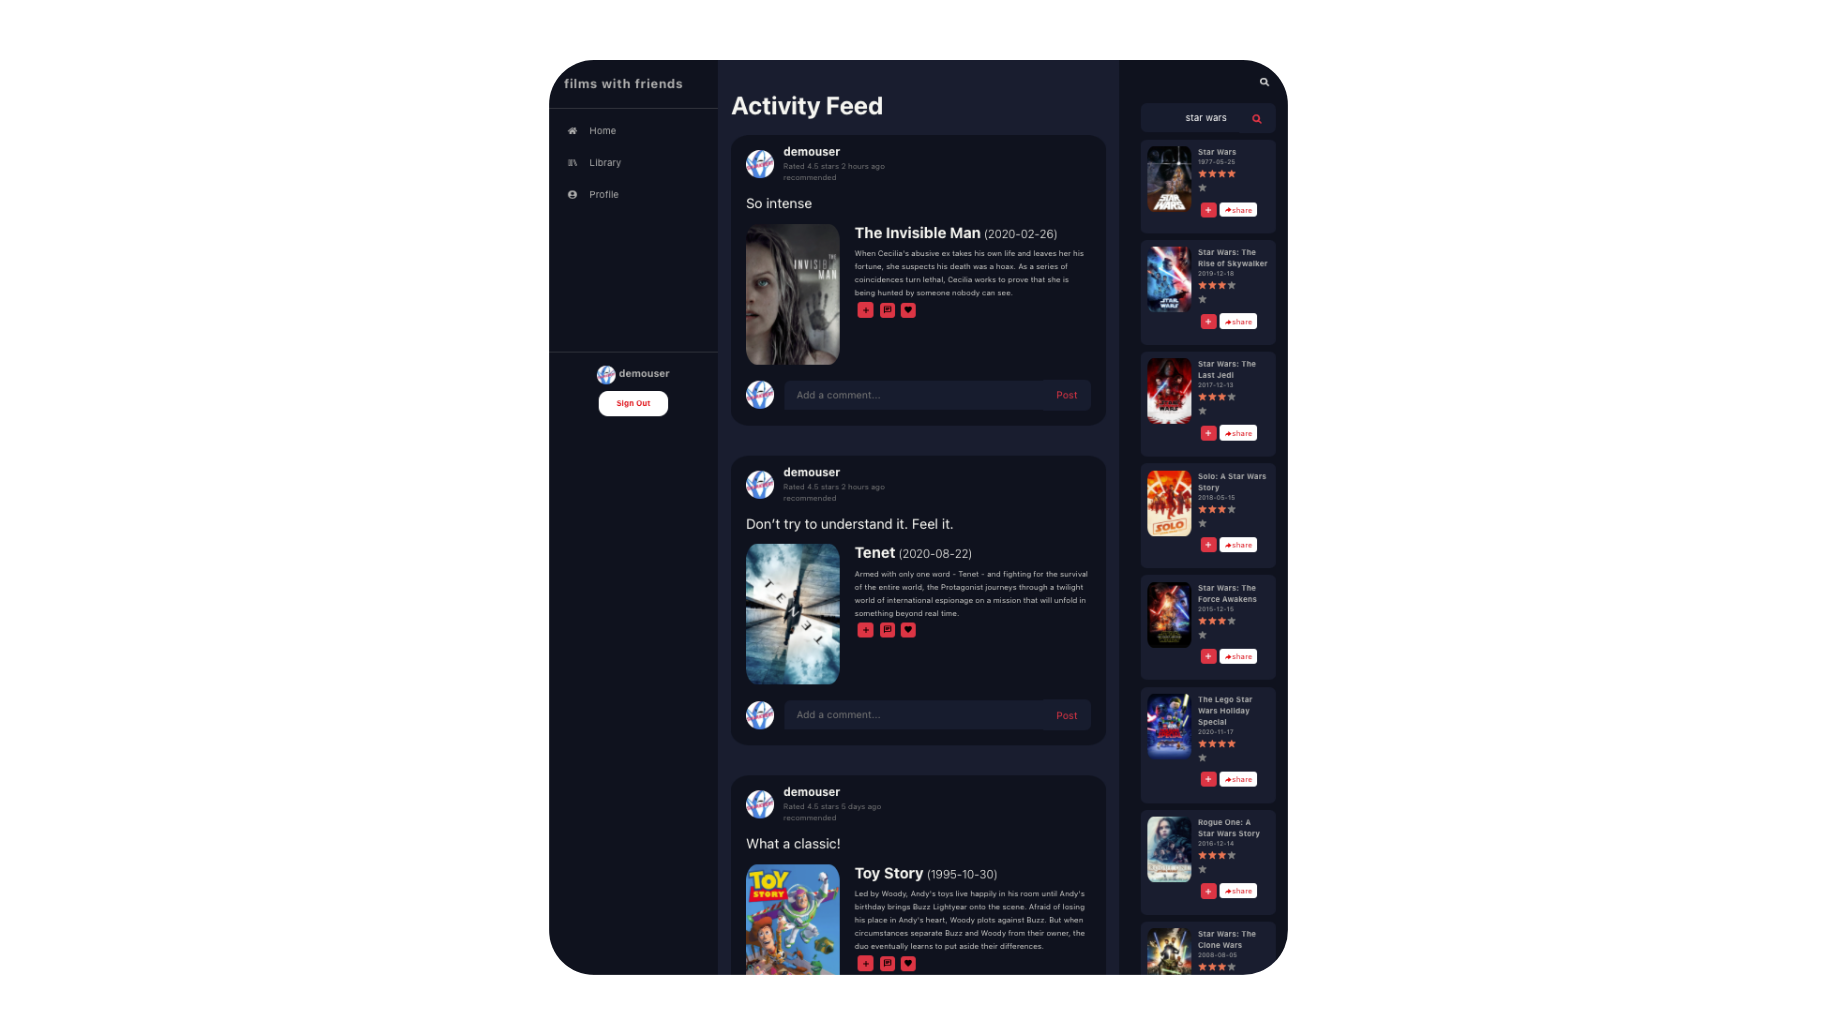 films with friends
Home
Library
Profile
demouser
Sign Out
Activity Feed
demouser
Rated 4.5 stars 2 hours ago
recommended
So intense
THE
INVISIBLE
MAN
The Invisible Man (2020-02-26)
When Cecilia's abusive ex takes his own life and leaves her his
fortune, she suspects his death was a hoax. As a series of
coincidences turn lethal, Cecilia works to prove that she is
being hunted by someone nobody can see.
Add a comment...
Post
demouser
Rated 4.5 stars 2 hours ago
recommended
Don't try to understand it. Feel it.
TENET
Tenet (2020-08-22)
Armed with only one word - Tenet - and fighting for the survival
of the entire world, the Protagonist journeys through a twilight
world of international espionage on a mission that will unfold in
something beyond real time.
Add a comment...
Post
demouser
Rated 4.5 stars 5 days ago
recommended
What a classic!
TOY
STORY
Toy Story (1995-10-30)
Led by Woody, Andy's toys live happily in his room until Andy's
birthday brings Buzz Lightyear onto the scene. Afraid of losing
his place in Andy's heart, Woody plots against Buzz. But when
circumstances separate Buzz and Woody from their owner, the
duo eventually learns to put aside their differences.
star wars
STAR
WARS
Star Wars
1977-05-25
share
STAR
WARS
Star Wars: The
Rise of Skywalker
2019-12-18
share
Star Wars: The
Last Jedi
2017-12-13
share
SOLO
Solo: A Star Wars
Story
2018-05-15
share
Star Wars: The
Force Awakens
2015-12-15
share
The Lego Star
Wars Holiday
Special
2020-11-17
share
Rogue One: A
Star Wars Story
2016-12-14
share
Star Wars: The
Clone Wars
2008-08-05